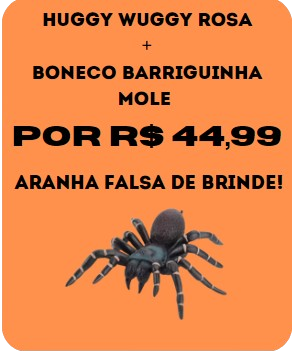 HUGGY WUGGY ROSA
+
BONECO BARRIGUINHA
MOLE
POR R$ 44,99
ARANHA FALSA DE BRINDE!